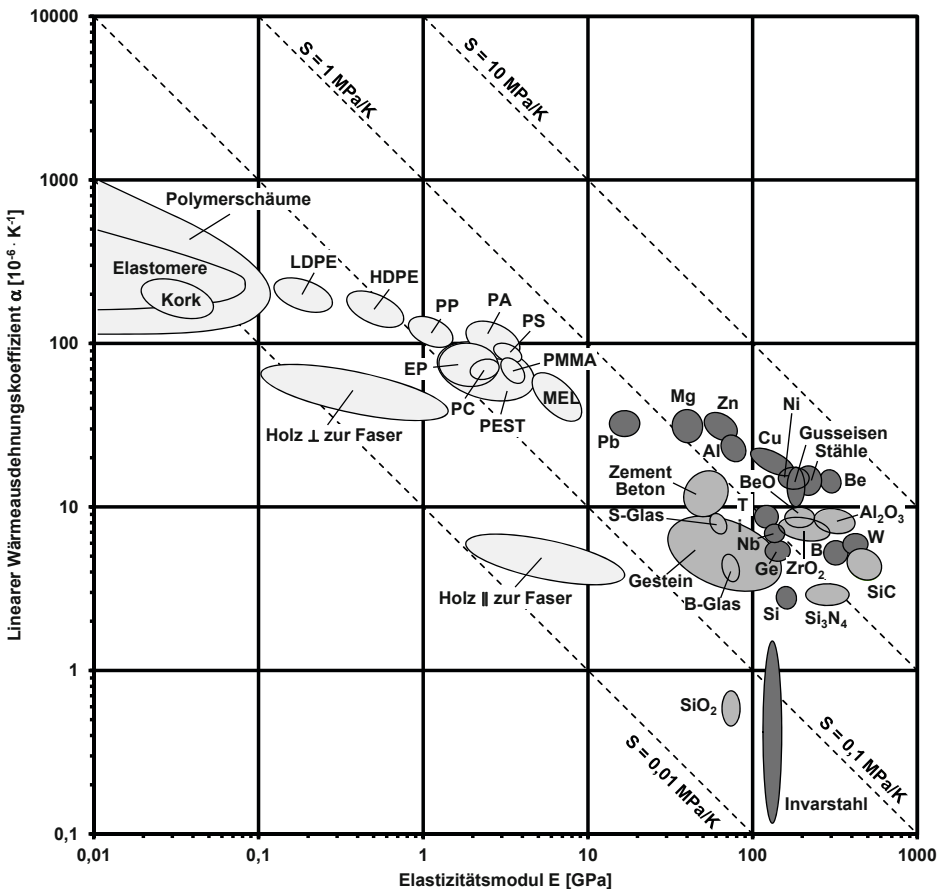 10000
S = 1 MPa/K
S = 10 MPa/K
1000
Polymerschäume
Elastomere
Kork
LDPE
HDPE
PP
PA
PS
100
EP
PMMA
PC
PEST
MEL
Holz ⊥ zur Faser
Pb
Mg
Zn
Al
Cu
Ni
Gusseisen
Stähle
Be
BeO
Zement
Beton
10
S-Glas
T
i
Nb
Al₂O₃
W
B
Ge
ZrO₂
SiC
Gestein
Holz ∥ zur Faser
B-Glas
Si
Si₃N₄
1
SiO₂
S = 0,01 MPa/K
S = 0,1 MPa/K
Invarstahl
0,1
0,01
0,1
1
10
100
1000
Elastizitätsmodul E [GPa]
Linearer Wärmeausdehnungskoeffizient α [10⁻⁶ · K⁻¹]